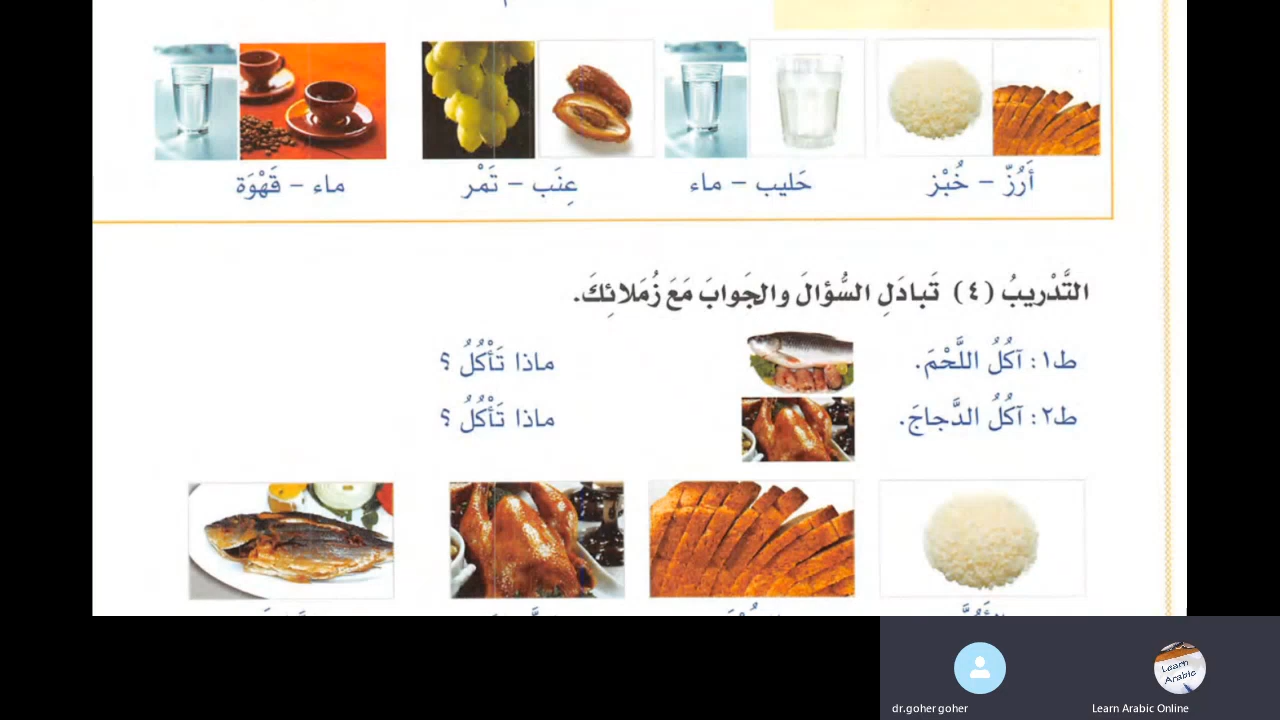 أَرُزّ – خُبْز
حَليب – ماء
عِنَب – تَمْر
ماء – قَهْوَة
التَّدْريبُ (٤) تَبادَلِ السُّؤالَ والجَوابَ مَعَ زُمَلائِكَ.
ط١: آكُلُ اللَّحْمَ. ماذا تَأْكُلُ ؟
ط٢: آكُلُ الدَّجاجَ. ماذا تَأْكُلُ ؟
Learn Arabic
dr.goher goher
Learn Arabic Online